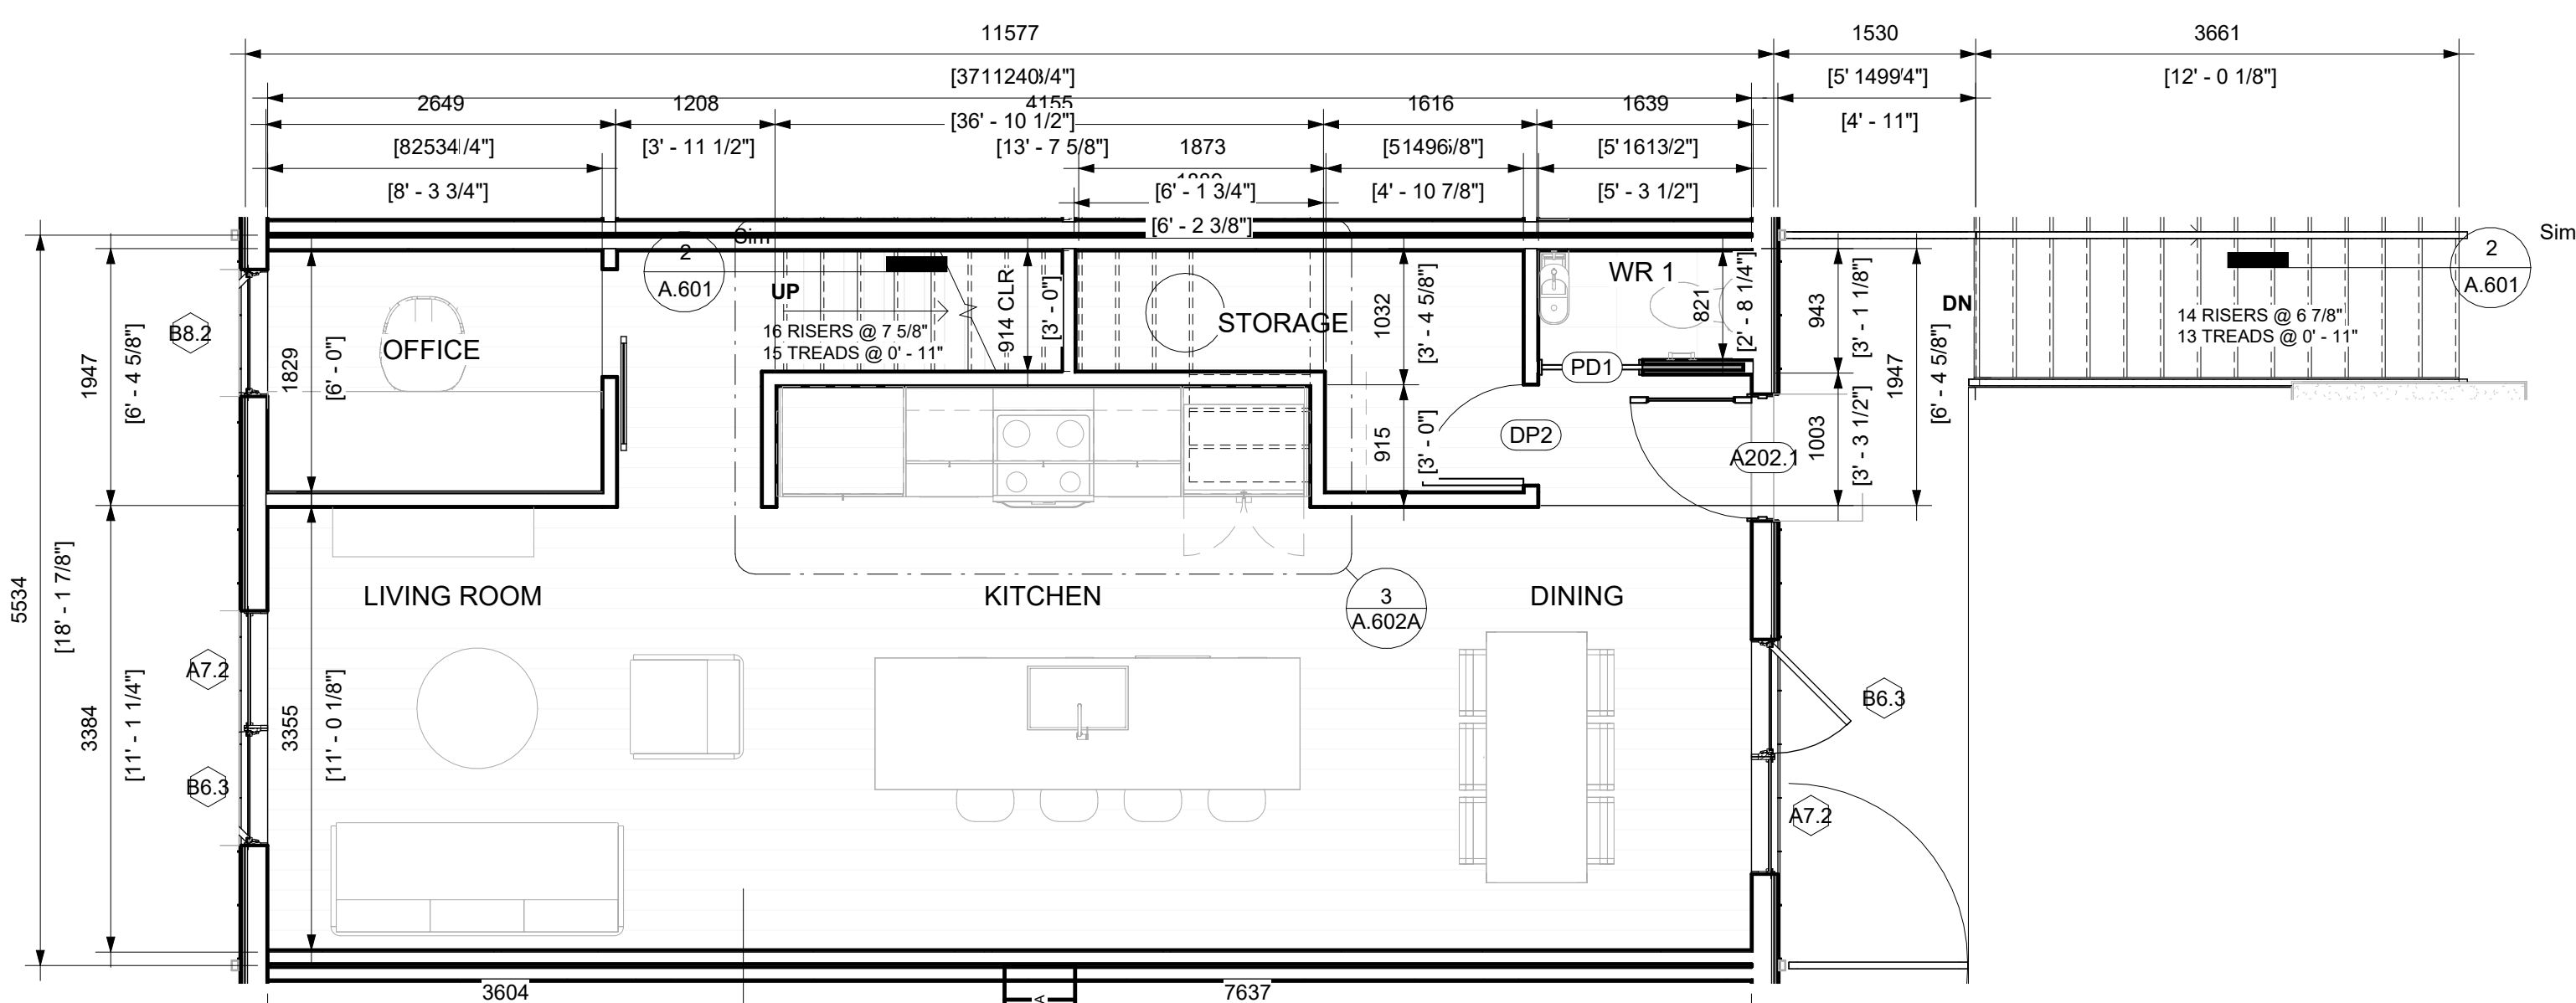 11577
1530
3661
[5' 1499/4"]
[12' - 0 1/8"]
2649
1208
4155
1616
1639
[36' - 10 1/2"]
[4' - 11"]
[3' - 11 1/2"]
[13' - 7 5/8"]
1873
[8' - 3 3/4"]
[6' - 1 3/4"]
[4' - 10 7/8"]
[5' - 3 1/2"]
[6' - 2 3/8"]
Sim
Sim
2
A.601
UP
16 RISERS @ 7 5/8"
15 TREADS @ 0' - 11"
914 CLR
[3' - 0"]
STORAGE
1032
[3' - 4 5/8"]
WR 1
821
[2' - 8 1/4"]
943
[3' - 1 1/8"]
DN
2
A.601
14 RISERS @ 6 7/8"
13 TREADS @ 0' - 11"
B8.2
OFFICE
1947
[6' - 4 5/8"]
1829
[6' - 0"]
PD1
1947
[6' - 4 5/8"]
915
[3' - 0"]
DP2
A202.1
1003
[3' - 3 1/2"]
5534
[18' - 1 7/8"]
LIVING ROOM
KITCHEN
DINING
3
A.602A
A7.2
B6.3
3384
[11' - 1 1/4"]
3355
[11' - 0 1/8"]
B6.3
A7.2
3604
7637
A